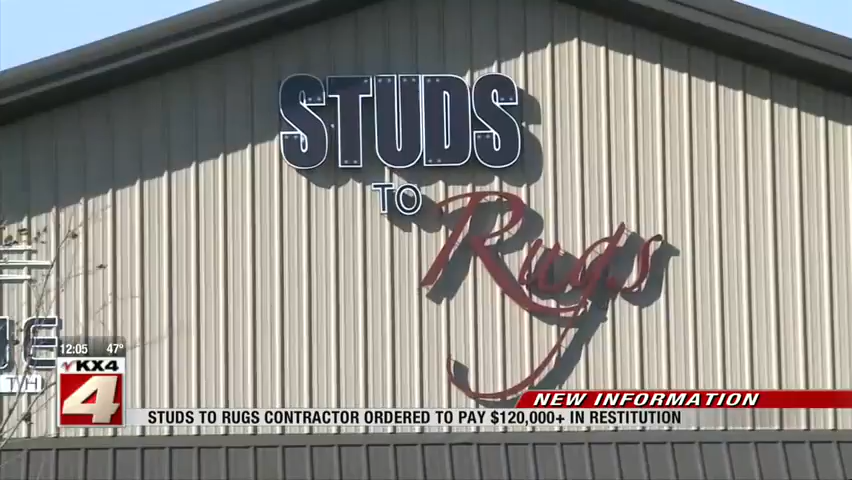 STUDS
TO
Rugs
E
TH
12:05 47°
KX4
4
NEW INFORMATION
STUDS TO RUGS CONTRACTOR ORDERED TO PAY $120,000+ IN RESTITUTION